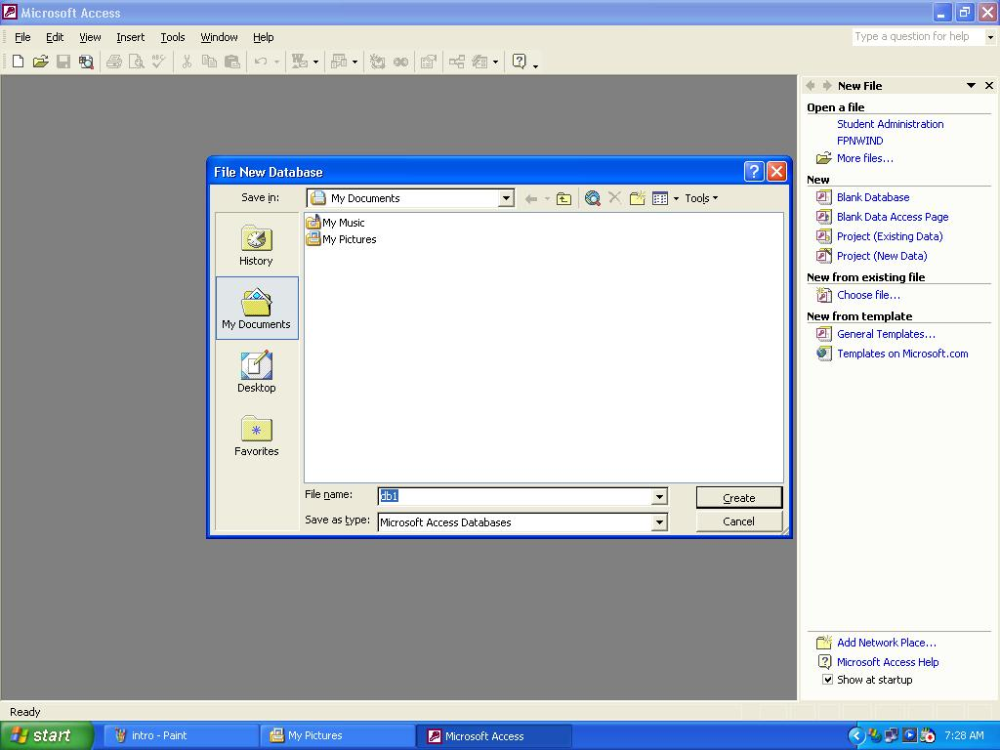 Microsoft Access
File Edit View Insert Tools Window Help
Type a question for help
New File
Open a file
Student Administration
FPNWIND
More files...
New
Blank Database
Blank Data Access Page
Project (Existing Data)
Project (New Data)
New from existing file
Choose file...
New from template
General Templates...
Templates on Microsoft.com
Add Network Place...
Microsoft Access Help
Show at startup
File New Database
Save in:
My Documents
Tools
History
My Documents
Desktop
Favorites
My Music
My Pictures
File name:
db1
Create
Save as type:
Microsoft Access Databases
Cancel
Ready
start
intro - Paint
My Pictures
Microsoft Access
7:28 AM